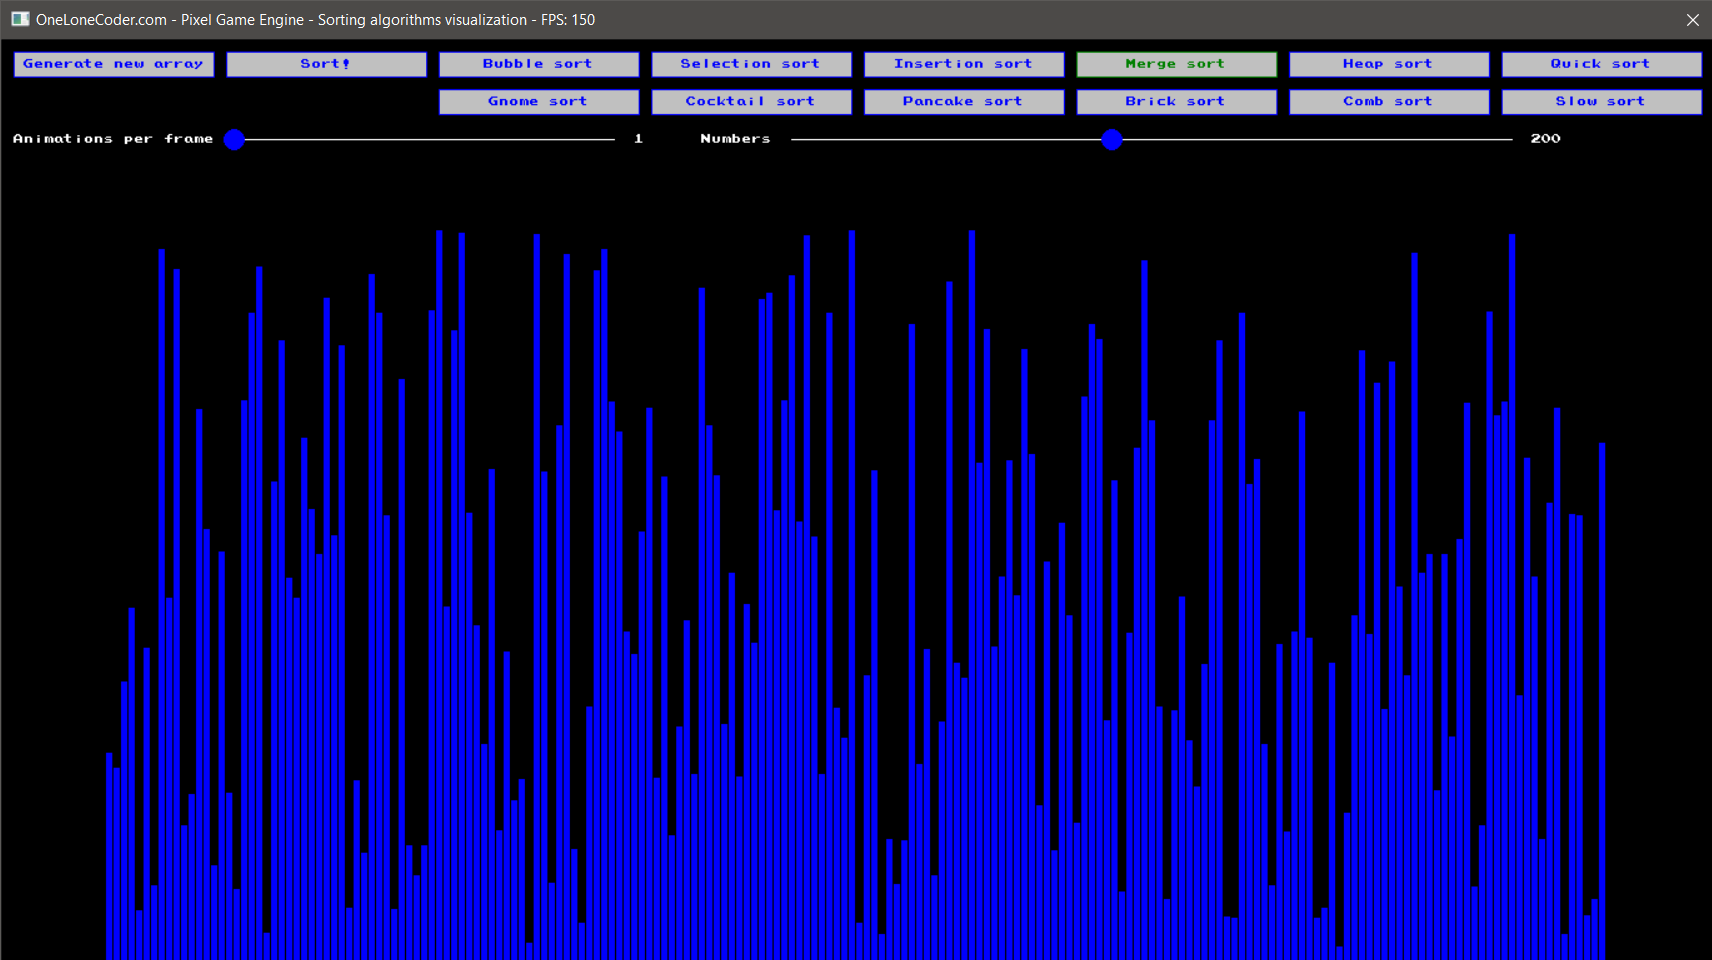 OneLoneCoder.com - Pixel Game Engine - Sorting algorithms visualization - FPS: 150
Generate new array Sort! Bubble sort Selection sort Insertion sort Merge sort Heap sort Quick sort
Gnome sort Cocktail sort Pancake sort Brick sort Comb sort Slow sort
Animations per frame 1 Numbers 200